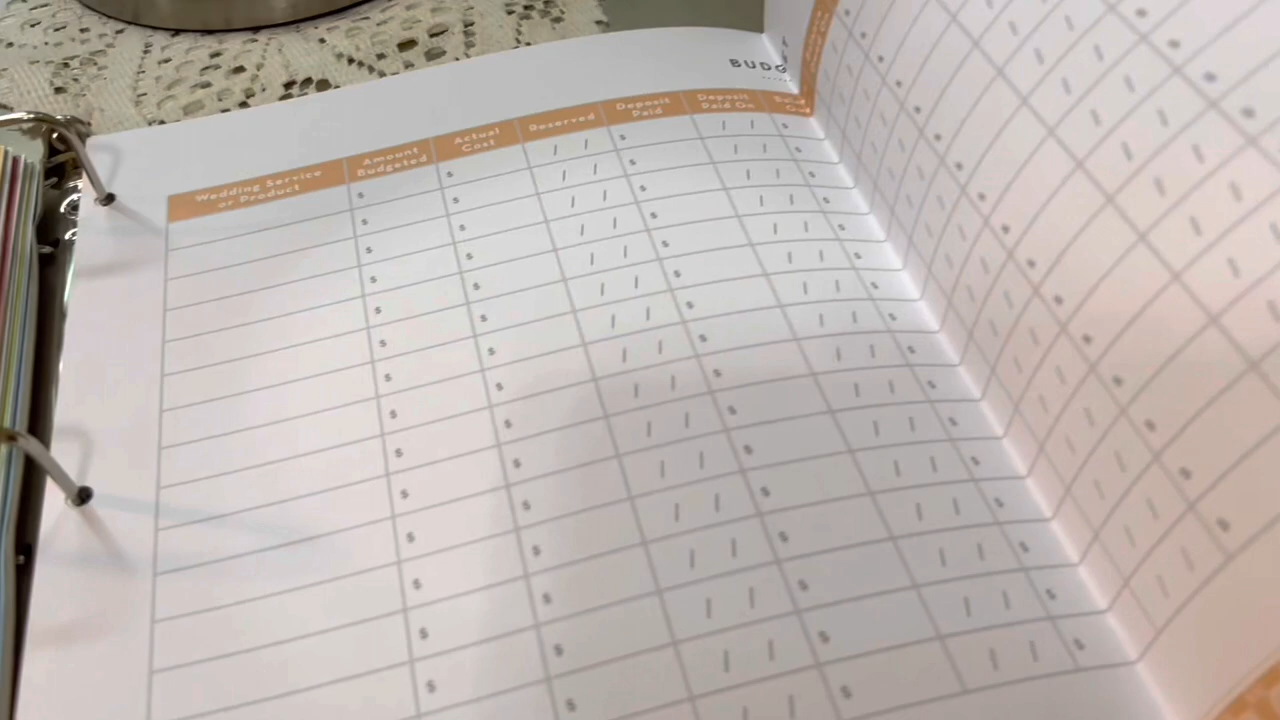 BUDG
Wedding Service
or Product
Amount
Budgeted
Actual
Cost
Reserved
Deposit
Paid
Deposit
Paid On